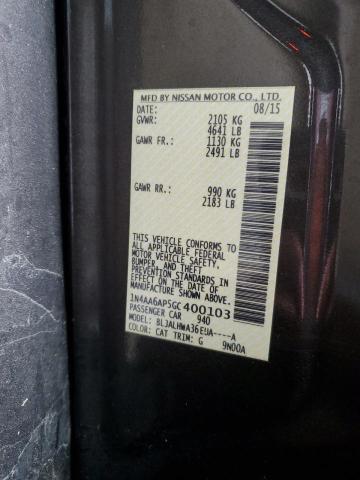 MFD BY NISSAN MOTOR CO., LTD.
DATE: 08/15
GVWR: 2105 KG
4641 LB
GAWR FR.: 1130 KG
2491 LB
GAWR RR.: 990 KG
2183 LB
THIS VEHICLE CONFORMS TO
ALL APPLICABLE FEDERAL
MOTOR VEHICLE SAFETY,
BUMPER, AND THEFT
PREVENTION STANDARDS
IN EFFECT ON THE DATE OF
MANUFACTURE SHOWN ABOVE.
1N4AA6AP5GC400103
PASSENGER CAR 940
MODEL: BL3ALHWA36EUA----A
COLOR: CAT TRIM: G 9N00A